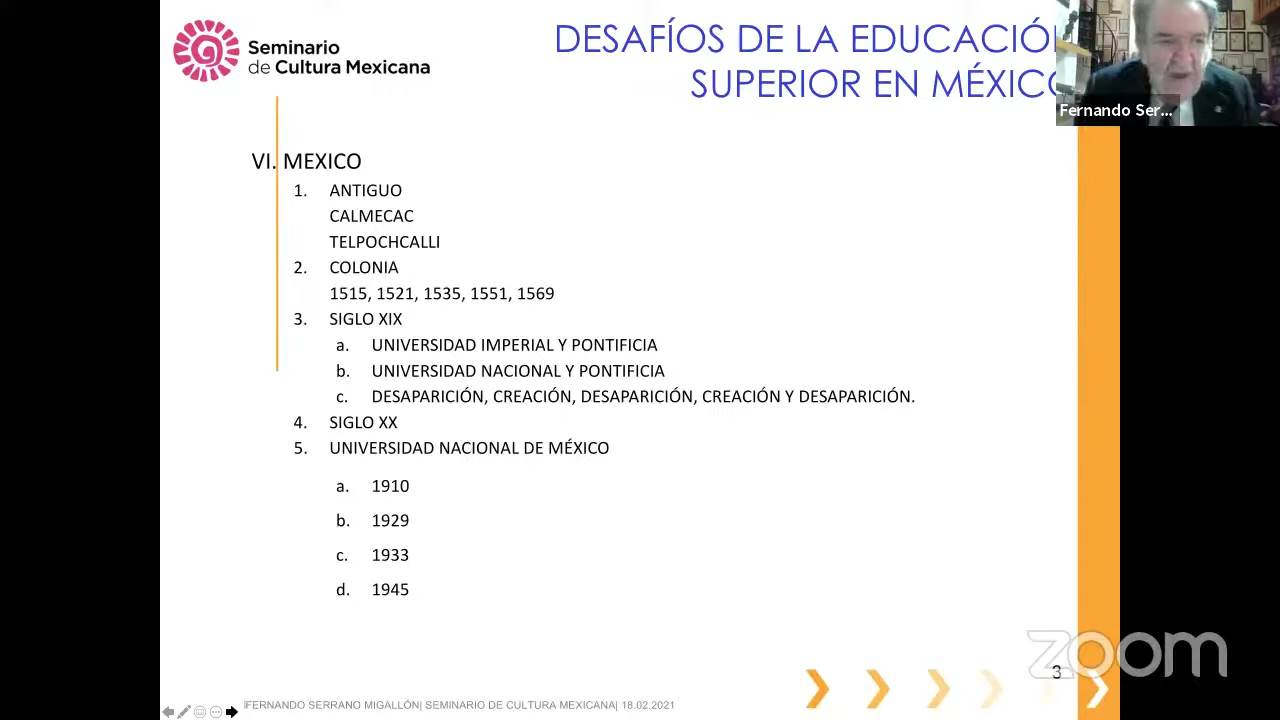 Seminario
de Cultura Mexicana
DESAFÍOS DE LA EDUCACIÓN
SUPERIOR EN MÉXICO
Fernando Ser...
VI. MEXICO
1. ANTIGUO
CALMECAC
TELPOCHCALLI
2. COLONIA
1515, 1521, 1535, 1551, 1569
3. SIGLO XIX
a. UNIVERSIDAD IMPERIAL Y PONTIFICIA
b. UNIVERSIDAD NACIONAL Y PONTIFICIA
c. DESAPARICIÓN, CREACIÓN, DESAPARICIÓN, CREACIÓN Y DESAPARICIÓN.
4. SIGLO XX
5. UNIVERSIDAD NACIONAL DE MÉXICO
a. 1910
b. 1929
c. 1933
d. 1945
zoom
3
FERNANDO SERRANO MIGALLÓN| SEMINARIO DE CULTURA MEXICANA| 18.02.2021